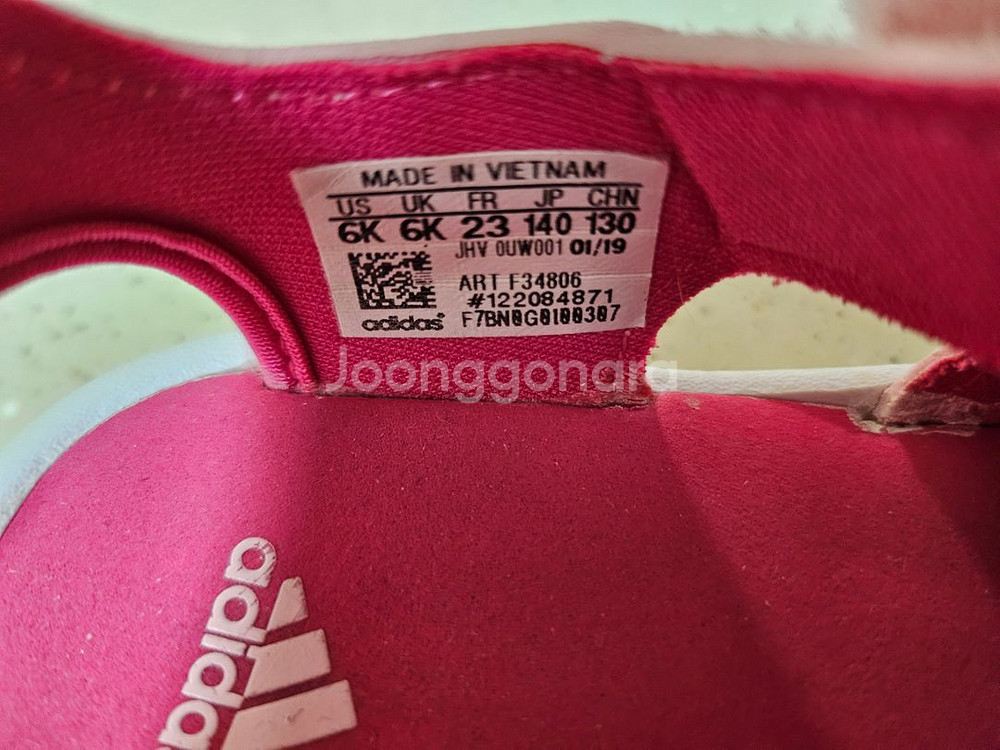 MADE IN VIETNAM
US UK FR JP CHN
6K 6K 23 140 130
JHV 0UW001 01/19
ART F34806
#122084871
adidas F7BN0G0100307
Joonggonara
adidas